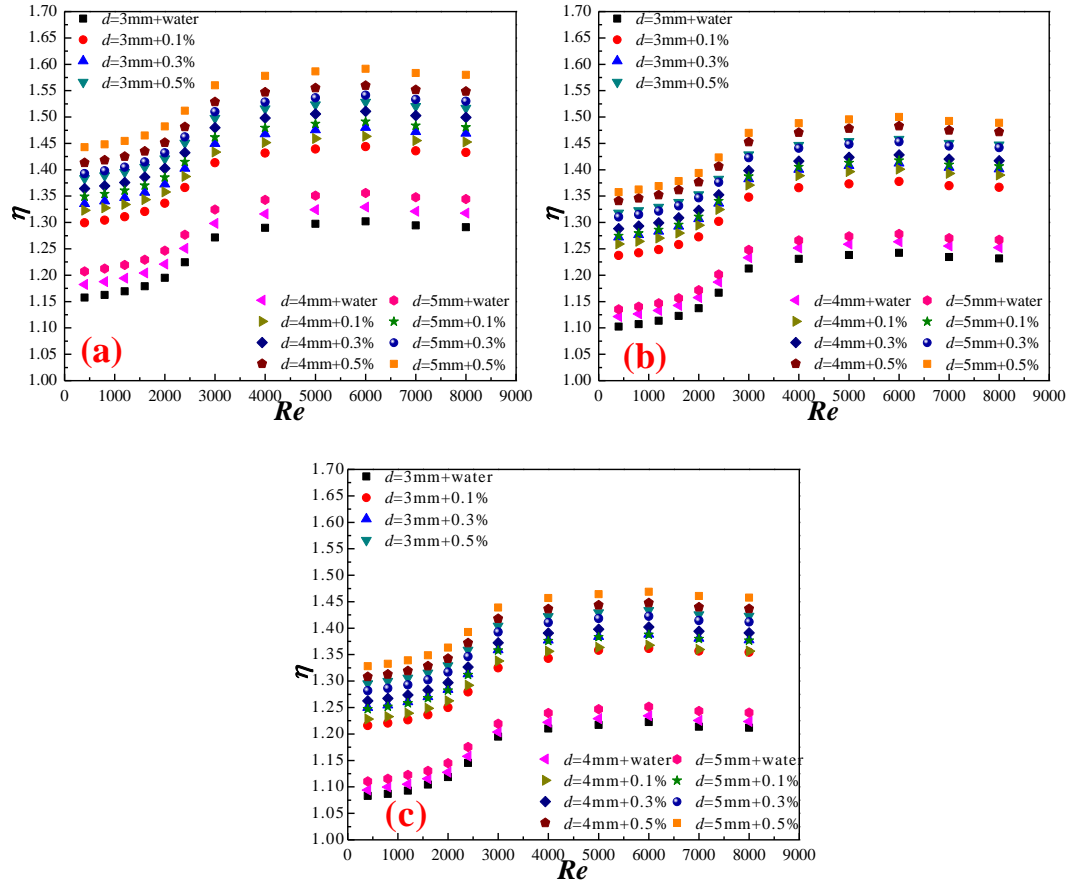 1.70
1.65
1.60
1.55
1.50
1.45
1.40
1.35
1.30
1.25
1.20
1.15
1.10
1.05
1.00
η
d=3mm+water
d=3mm+0.1%
d=3mm+0.3%
d=3mm+0.5%
d=4mm+water d=5mm+water
d=4mm+0.1% d=5mm+0.1%
d=4mm+0.3% d=5mm+0.3%
d=4mm+0.5% d=5mm+0.5%
(a)
0 1000 2000 3000 4000 5000 6000 7000 8000 9000
Re
1.70
1.65
1.60
1.55
1.50
1.45
1.40
1.35
1.30
1.25
1.20
1.15
1.10
1.05
1.00
η
d=3mm+water
d=3mm+0.1%
d=3mm+0.3%
d=3mm+0.5%
d=4mm+water d=5mm+water
d=4mm+0.1% d=5mm+0.1%
d=4mm+0.3% d=5mm+0.3%
d=4mm+0.5% d=5mm+0.5%
(b)
0 1000 2000 3000 4000 5000 6000 7000 8000 9000
Re
1.70
1.65
1.60
1.55
1.50
1.45
1.40
1.35
1.30
1.25
1.20
1.15
1.10
1.05
1.00
η
d=3mm+water
d=3mm+0.1%
d=3mm+0.3%
d=3mm+0.5%
d=4mm+water d=5mm+water
d=4mm+0.1% d=5mm+0.1%
d=4mm+0.3% d=5mm+0.3%
d=4mm+0.5% d=5mm+0.5%
(c)
0 1000 2000 3000 4000 5000 6000 7000 8000 9000
Re